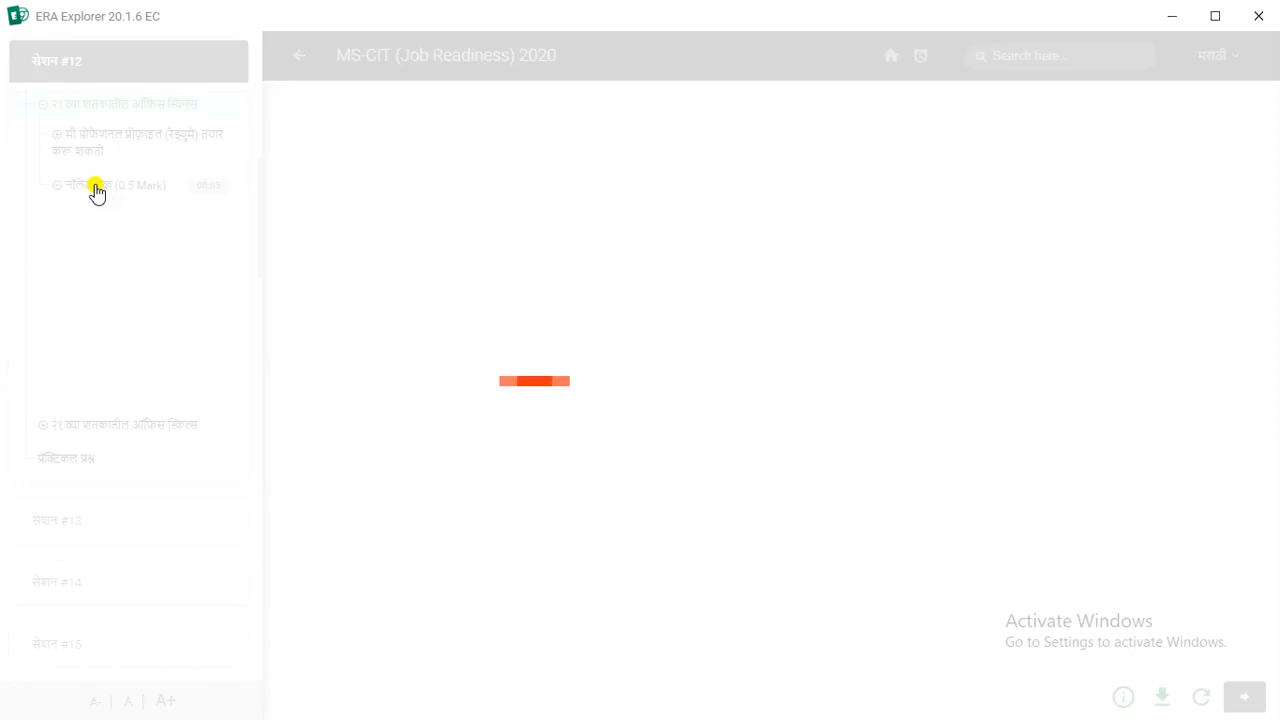 ERA Explorer 20.1.6 EC
सेशन #12
MS-CIT (Job Readiness) 2020
Search here...
मराठी
२१ व्या शतकातील ऑफिस स्किल्स
मी प्रोफेशनल प्रोफाइल (रेझ्युमे) तयार
करू शकतो
(0.5 Mark)
२१ व्या शतकातील ऑफिस स्किल्स
प्रॅक्टिकल प्रश्न
सेशन #13
सेशन #14
सेशन #15
Activate Windows
Go to Settings to activate Windows.
A- | A | A+